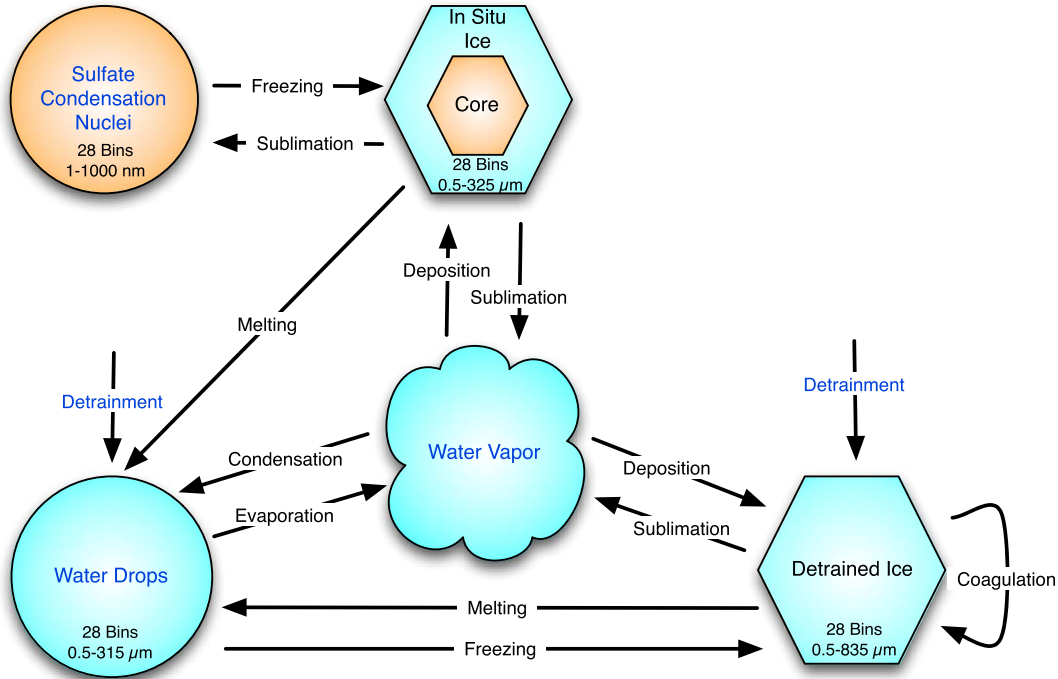 Sulfate
Condensation
Nuclei
28 Bins
1-1000 nm
Freezing
Sublimation
In Situ
Ice
Core
28 Bins
0.5-325 µm
Deposition
Sublimation
Melting
Detrainment
Detrainment
Condensation
Evaporation
Water Vapor
Deposition
Sublimation
Water Drops
28 Bins
0.5-315 µm
Melting
Freezing
Detrained Ice
28 Bins
0.5-835 µm
Coagulation